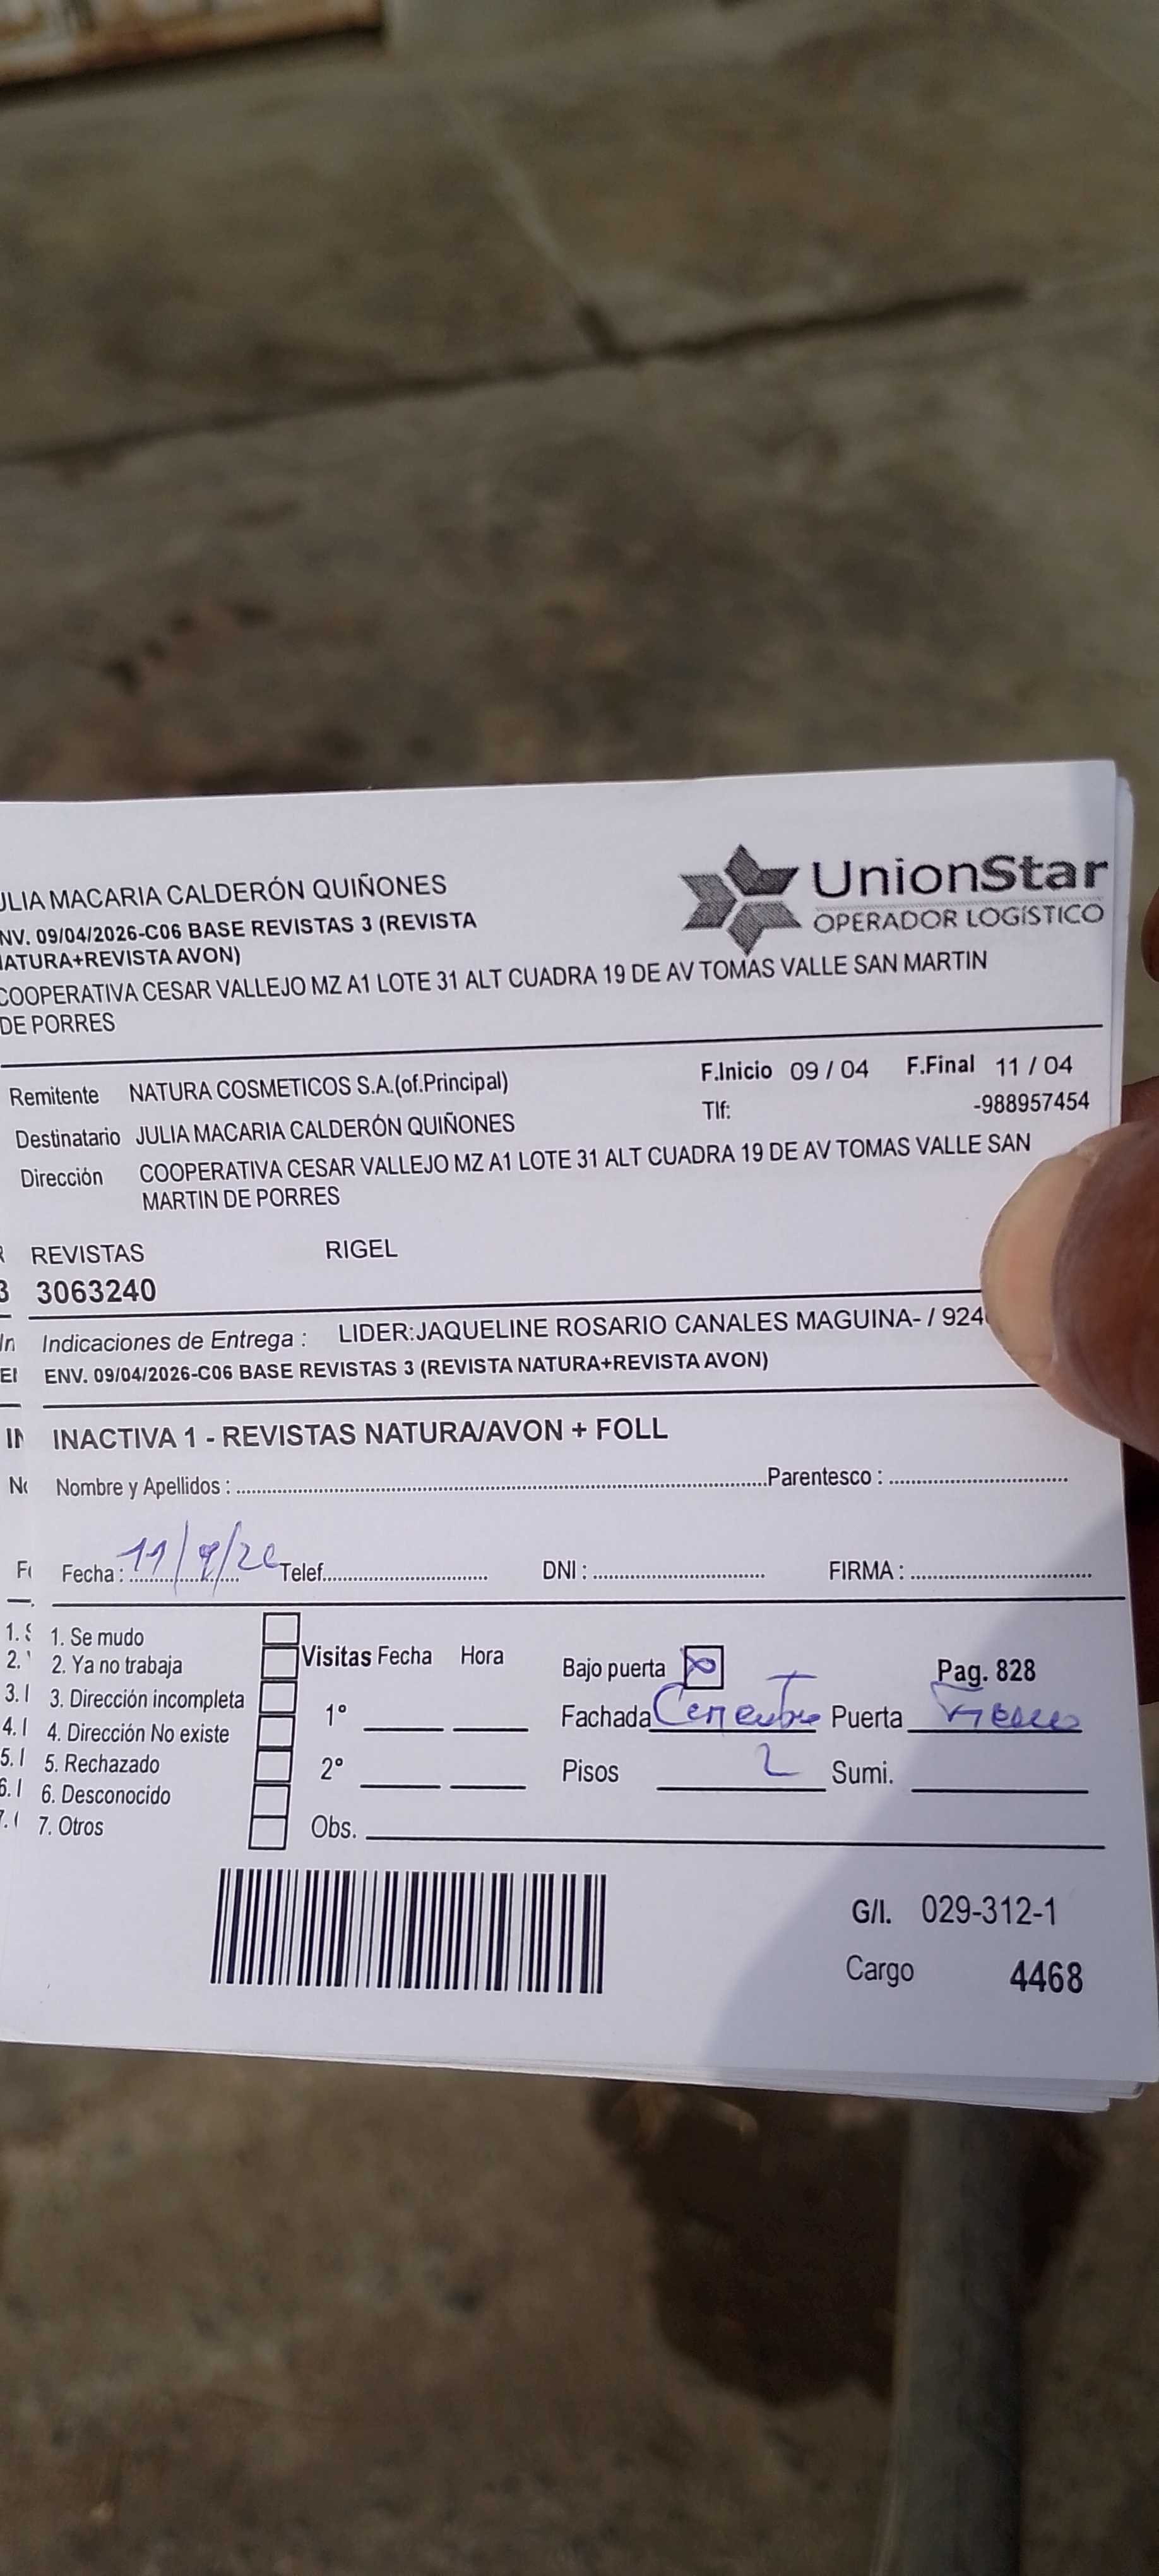 ULIA MACARIA CALDERÓN QUIÑONES
NV. 09/04/2026-C06 BASE REVISTAS 3 (REVISTA
IATURA+REVISTA AVON)
COOPERATIVA CESAR VALLEJO MZ A1 LOTE 31 ALT CUADRA 19 DE AV TOMAS VALLE SAN MARTIN
DE PORRES
UnionStar
OPERADOR LOGÍSTICO
Remitente NATURA COSMETICOS S.A.(of.Principal)
F.Inicio 09 / 04 F.Final 11 / 04
Destinatario JULIA MACARIA CALDERÓN QUIÑONES
Tlf: -988957454
Dirección COOPERATIVA CESAR VALLEJO MZ A1 LOTE 31 ALT CUADRA 19 DE AV TOMAS VALLE SAN
MARTIN DE PORRES
REVISTAS RIGEL
3063240
Indicaciones de Entrega : LIDER:JAQUELINE ROSARIO CANALES MAGUINA- / 924
ENV. 09/04/2026-C06 BASE REVISTAS 3 (REVISTA NATURA+REVISTA AVON)
INACTIVA 1 - REVISTAS NATURA/AVON + FOLL
Nombre y Apellidos : Parentesco :
Fecha : Telef. DNI : FIRMA :
1. Se mudo
2. Ya no trabaja
3. Dirección incompleta
4. Dirección No existe
5. Rechazado
6. Desconocido
7. Otros
Visitas Fecha Hora
1°
2°
Obs.
Bajo puerta Pag. 828
Fachada Puerta
Pisos 2 Sumi.
G/I. 029-312-1
Cargo 4468